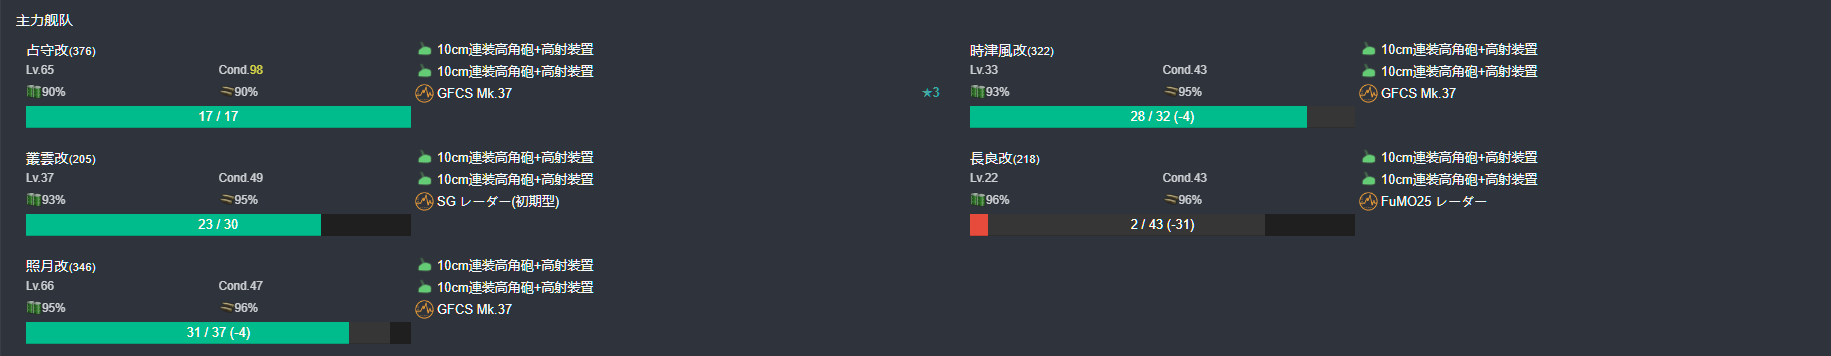 主力舰队
占守改(376)
Lv.65 Cond.98
90% 90%
17 / 17
10cm連装高角砲+高射装置
10cm連装高角砲+高射装置
GFCS Mk.37 ★3
時津風改(322)
Lv.33 Cond.43
93% 95%
28 / 32 (-4)
10cm連装高角砲+高射装置
10cm連装高角砲+高射装置
GFCS Mk.37
叢雲改(205)
Lv.37 Cond.49
93% 95%
23 / 30
10cm連装高角砲+高射装置
10cm連装高角砲+高射装置
SG レーダー(初期型)
長良改(218)
Lv.22 Cond.43
96% 96%
2 / 43 (-31)
10cm連装高角砲+高射装置
10cm連装高角砲+高射装置
FuMO25 レーダー
照月改(346)
Lv.66 Cond.47
95% 96%
31 / 37 (-4)
10cm連装高角砲+高射装置
10cm連装高角砲+高射装置
GFCS Mk.37